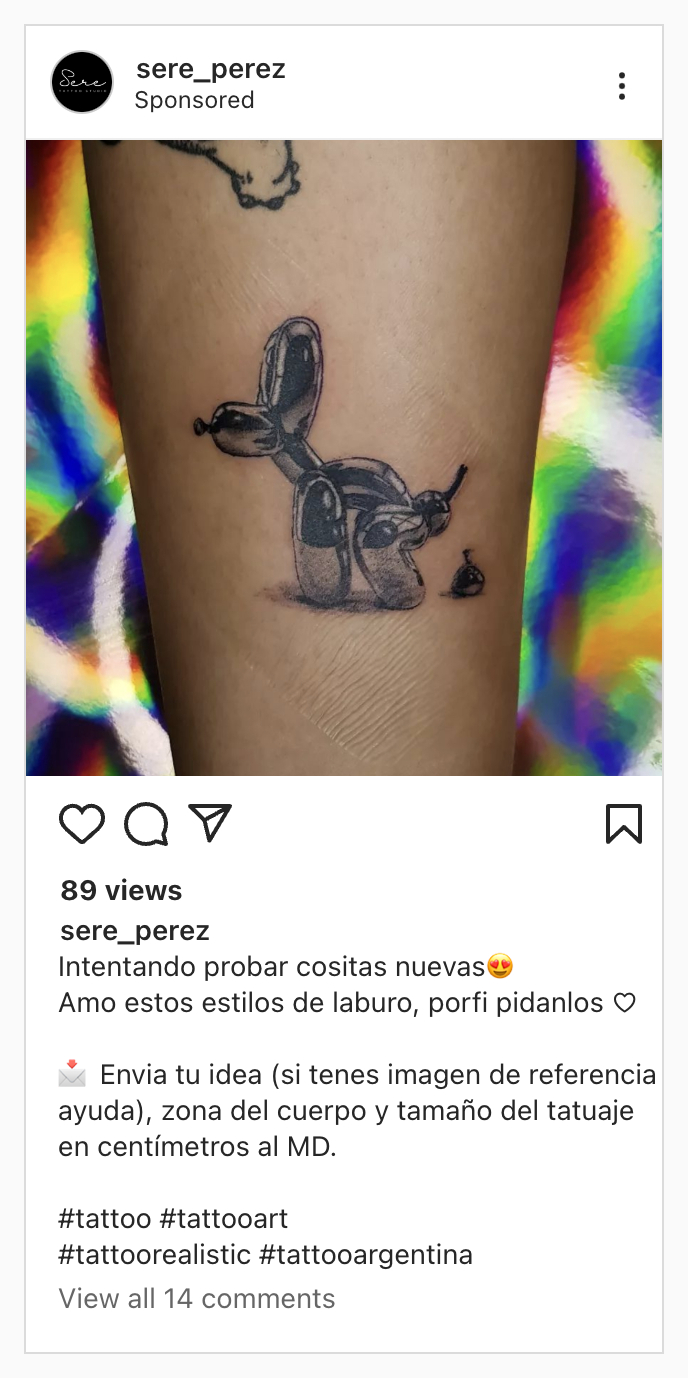 Sere
TATTOO STUDIO
sere_perez
Sponsored
89 views
sere_perez
Intentando probar cositas nuevas😍
Amo estos estilos de laburo, porfi pidanlos ♡
📩 Envia tu idea (si tenes imagen de referencia
ayuda), zona del cuerpo y tamaño del tatuaje
en centímetros al MD.
#tattoo #tattooart
#tattoorealistic #tattooargentina
View all 14 comments